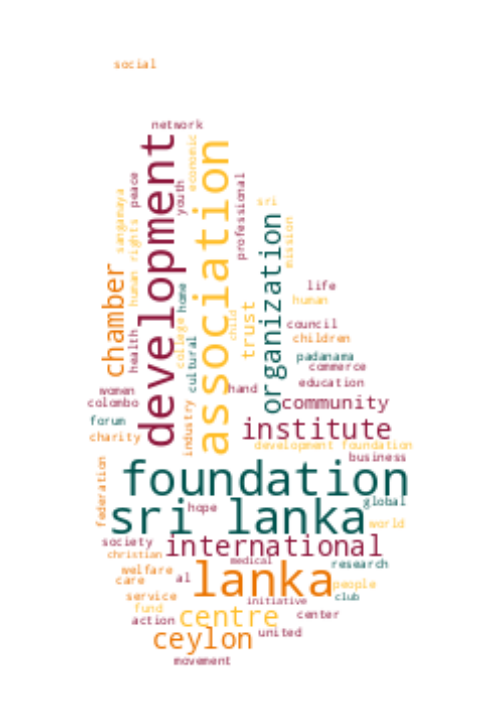 social
network
development
association
economic
peace
youth
professional
sangamaya
human rights
sri
mission
organization
chamber
health
home
college
cultural
child
trust
life
human
council
children
padanama
commerce
education
women
colombo
hand
community
forum
charity
industry
institute
development foundation
business
federation
foundation
sri lanka
hope
global
world
society
international
christian
medical
research
welfare
care
al
lanka
people
service
initiative
club
fund
action
centre
center
ceylon
united
movement